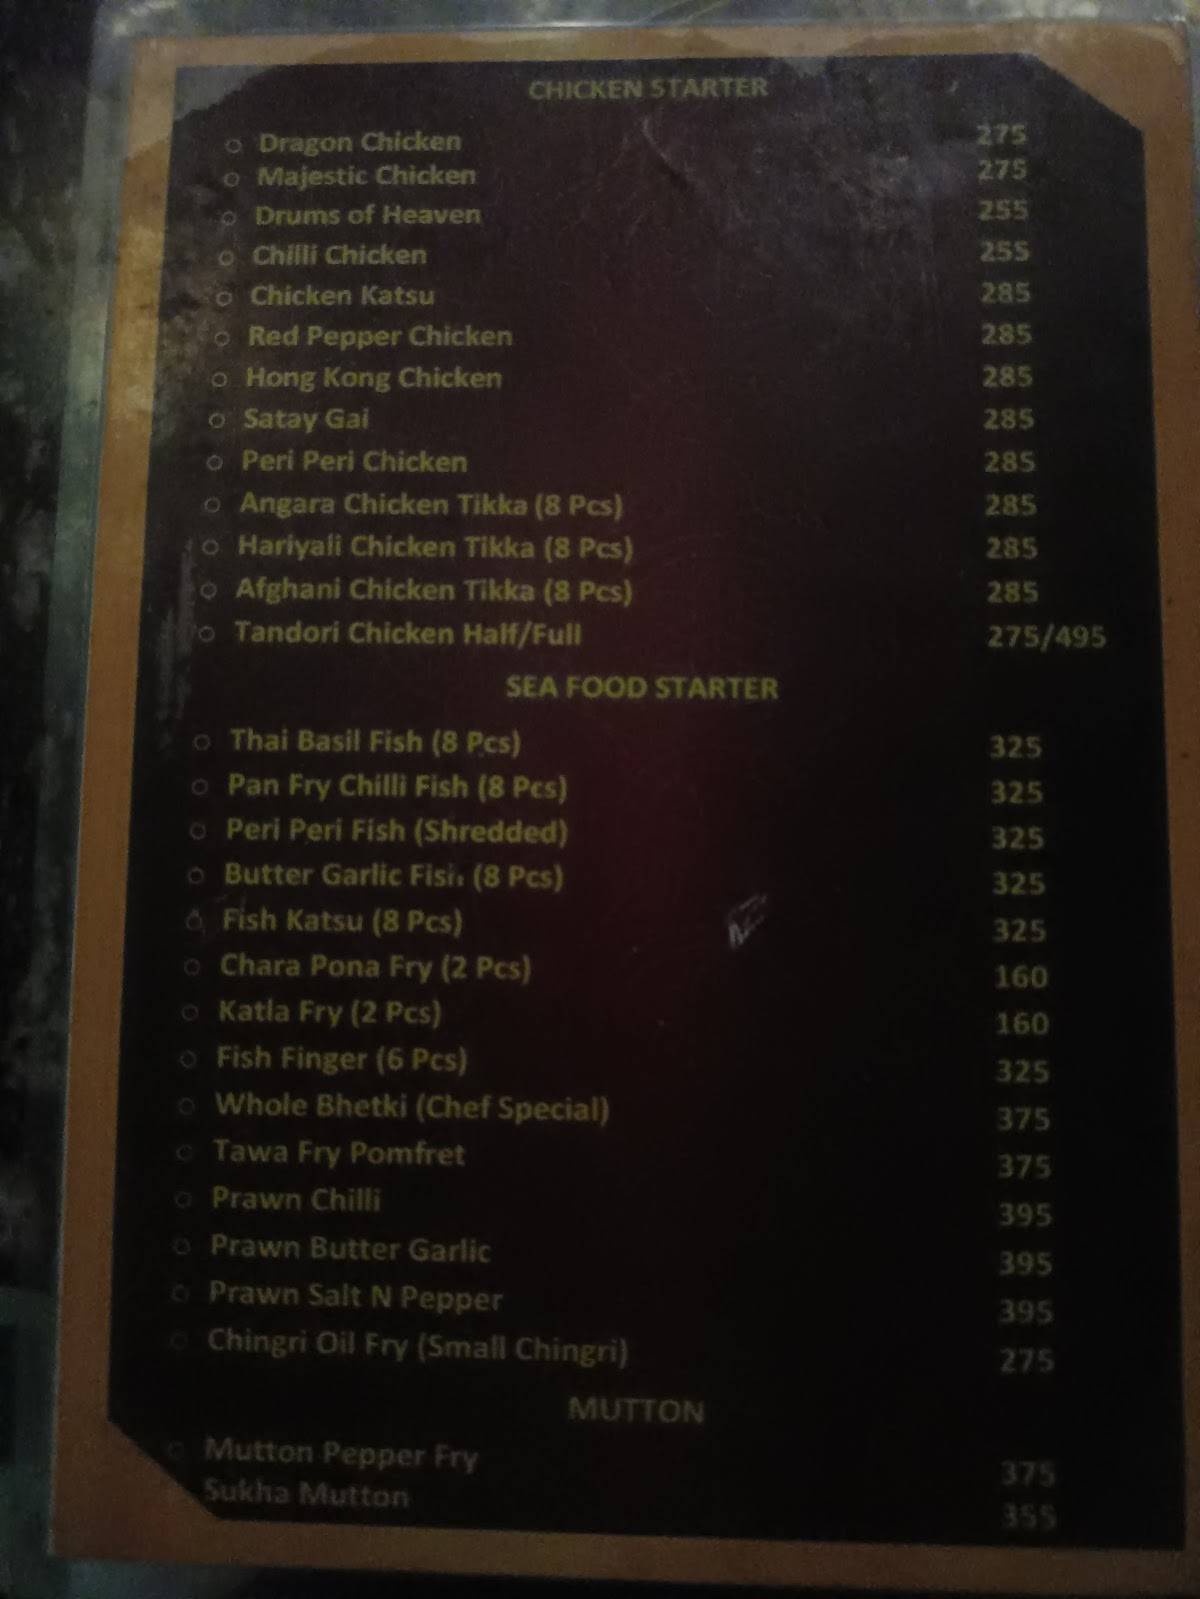 CHICKEN STARTER
Dragon Chicken 275
Majestic Chicken 275
Drums of Heaven 255
Chilli Chicken 255
Chicken Katsu 285
Red Pepper Chicken 285
Hong Kong Chicken 285
Satay Gai 285
Peri Peri Chicken 285
Angara Chicken Tikka (8 Pcs) 285
Hariyali Chicken Tikka (8 Pcs) 285
Afghani Chicken Tikka (8 Pcs) 285
Tandori Chicken Half/Full 275/495
SEA FOOD STARTER
Thai Basil Fish (8 Pcs) 325
Pan Fry Chilli Fish (8 Pcs) 325
Peri Peri Fish (Shredded) 325
Butter Garlic Fish (8 Pcs) 325
Fish Katsu (8 Pcs) 325
Chara Pona Fry (2 Pcs) 160
Katla Fry (2 Pcs) 160
Fish Finger (6 Pcs) 325
Whole Bhetki (Chef Special) 375
Tawa Fry Pomfret 375
Prawn Chilli 395
Prawn Butter Garlic 395
Prawn Salt N Pepper 395
Chingri Oil Fry (Small Chingri) 275
MUTTON
Mutton Pepper Fry 375
Sukha Mutton 355